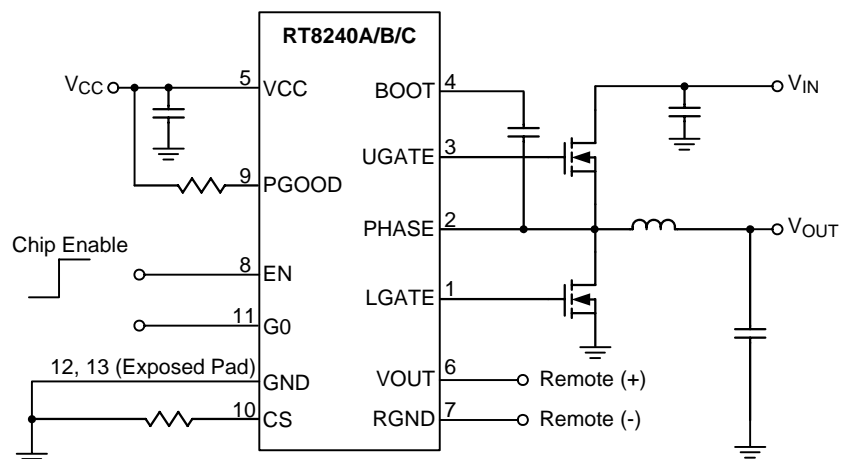 RT8240A/B/C
VCC
5
VCC
4
BOOT
VIN
3
UGATE
9
PGOOD
2
PHASE
VOUT
Chip Enable
8
EN
1
LGATE
11
G0
12, 13 (Exposed Pad)
GND
6
VOUT
Remote (+)
10
CS
7
RGND
Remote (-)